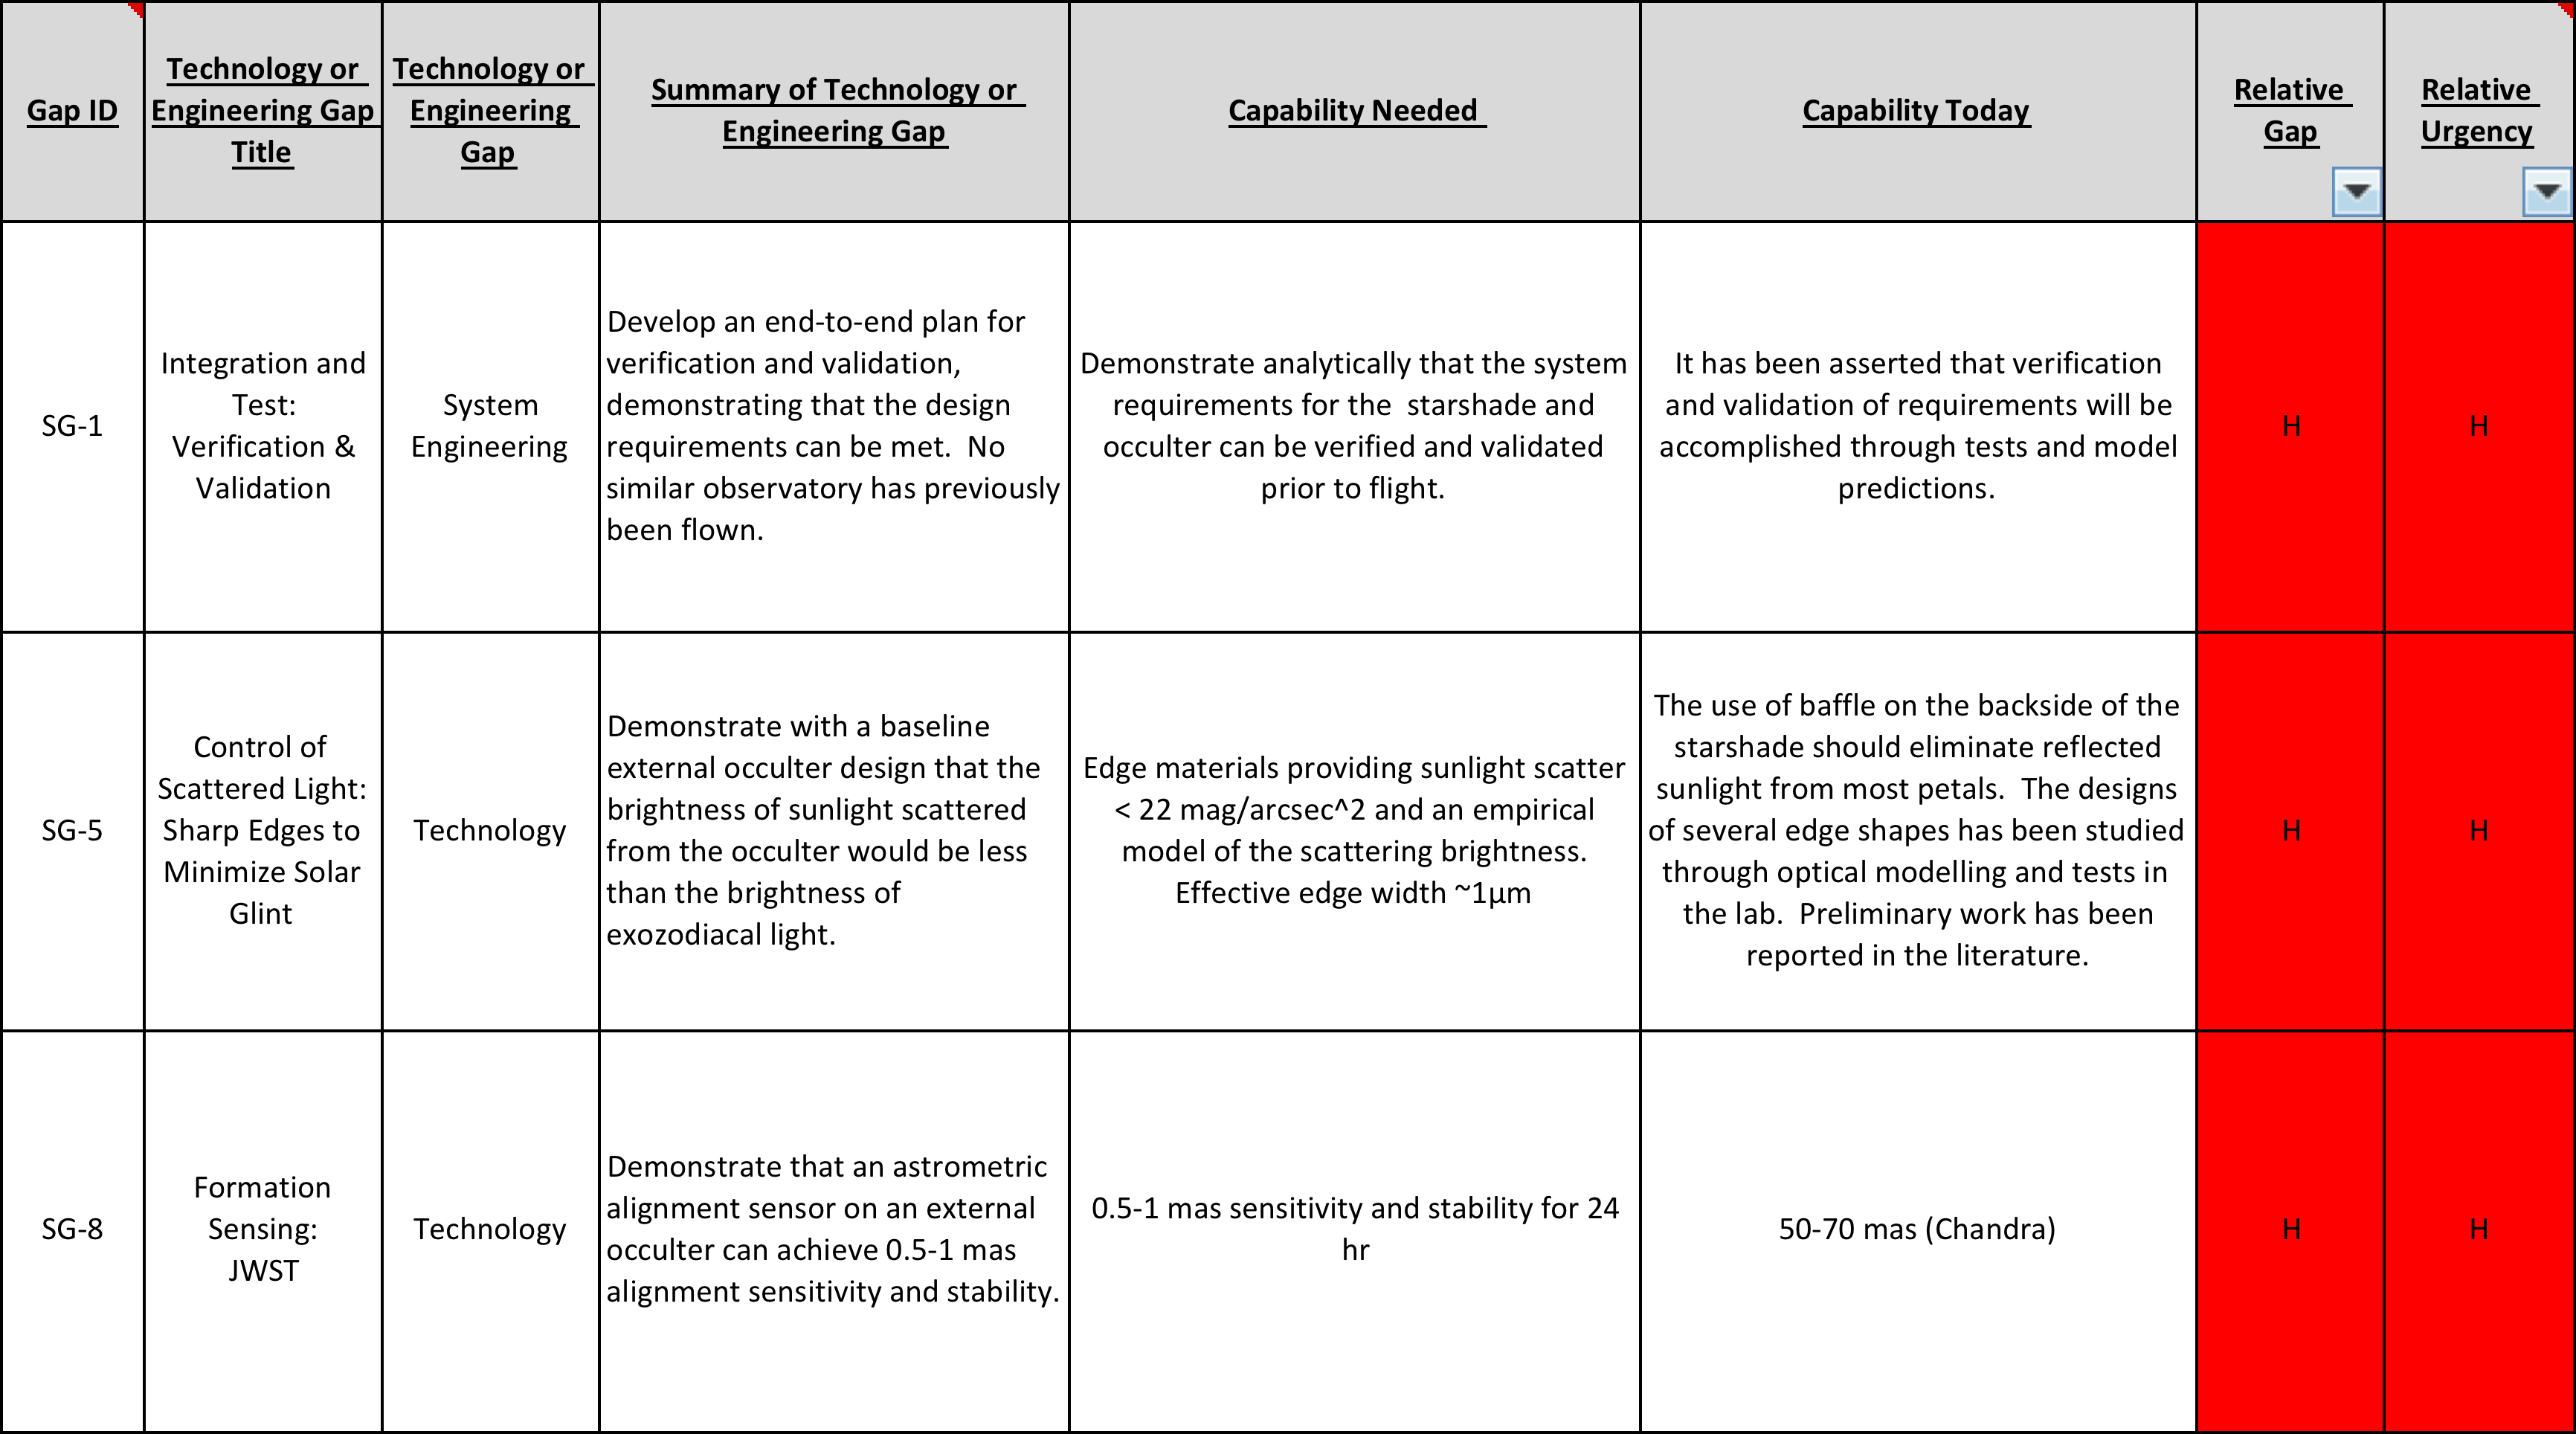 Gap ID
Technology or
Engineering Gap
Title
Technology or
Engineering
Gap
Summary of Technology or
Engineering Gap
Capability Needed
Capability Today
Relative
Gap
Relative
Urgency
SG-1
Integration and
Test:
Verification &
Validation
System
Engineering
Develop an end-to-end plan for
verification and validation,
demonstrating that the design
requirements can be met.  No
similar observatory has previously
been flown.
Demonstrate analytically that the system
requirements for the  starshade and
occulter can be verified and validated
prior to flight.
It has been asserted that verification
and validation of requirements will be
accomplished through tests and model
predictions.
H
H
SG-5
Control of
Scattered Light:
Sharp Edges to
Minimize Solar
Glint
Technology
Demonstrate with a baseline
external occulter design that the
brightness of sunlight scattered
from the occulter would be less
than the brightness of
exozodiacal light.
Edge materials providing sunlight scatter
< 22 mag/arcsec^2 and an empirical
model of the scattering brightness.
Effective edge width ~1µm
The use of baffle on the backside of the
starshade should eliminate reflected
sunlight from most petals.  The designs
of several edge shapes has been studied
through optical modelling and tests in
the lab.  Preliminary work has been
reported in the literature.
H
H
SG-8
Formation
Sensing:
JWST
Technology
Demonstrate that an astrometric
alignment sensor on an external
occulter can achieve 0.5-1 mas
alignment sensitivity and stability.
0.5-1 mas sensitivity and stability for 24
hr
50-70 mas (Chandra)
H
H